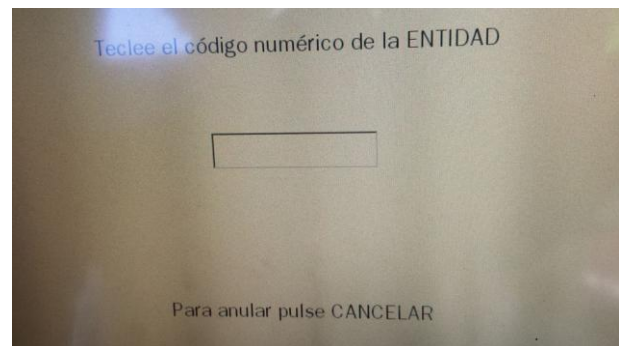 Teclee el código numérico de la ENTIDAD
Para anular pulse CANCELAR